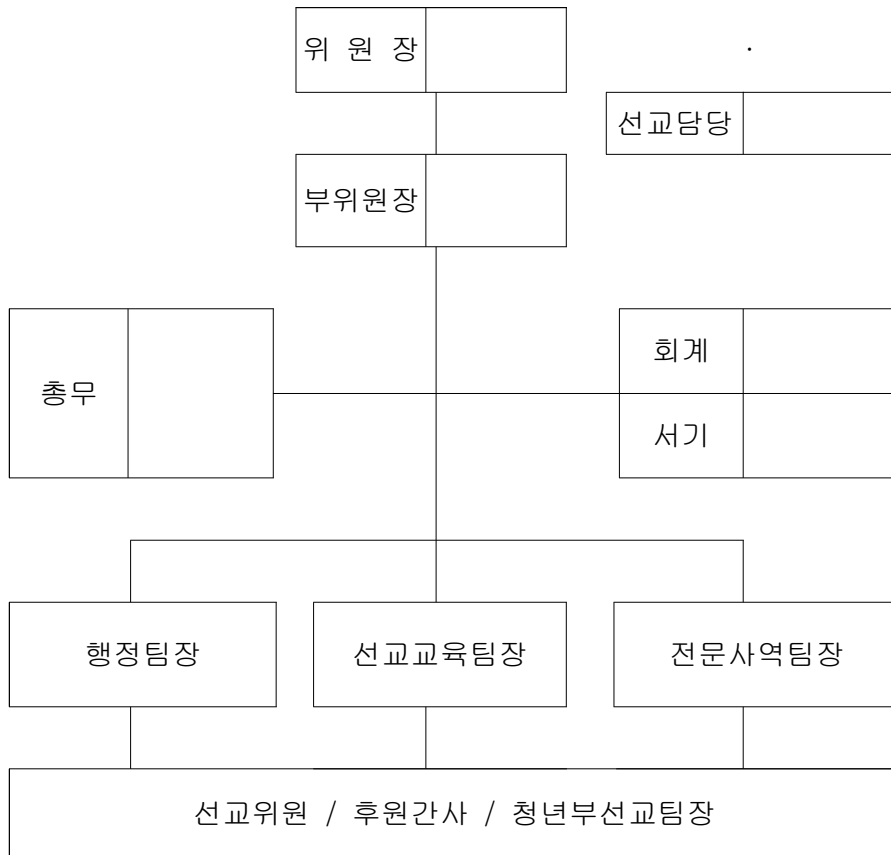 위 원 장
선교담당
부위원장
총무
회계
서기
행정팀장
선교교육팀장
전문사역팀장
선교위원 / 후원간사 / 청년부선교팀장